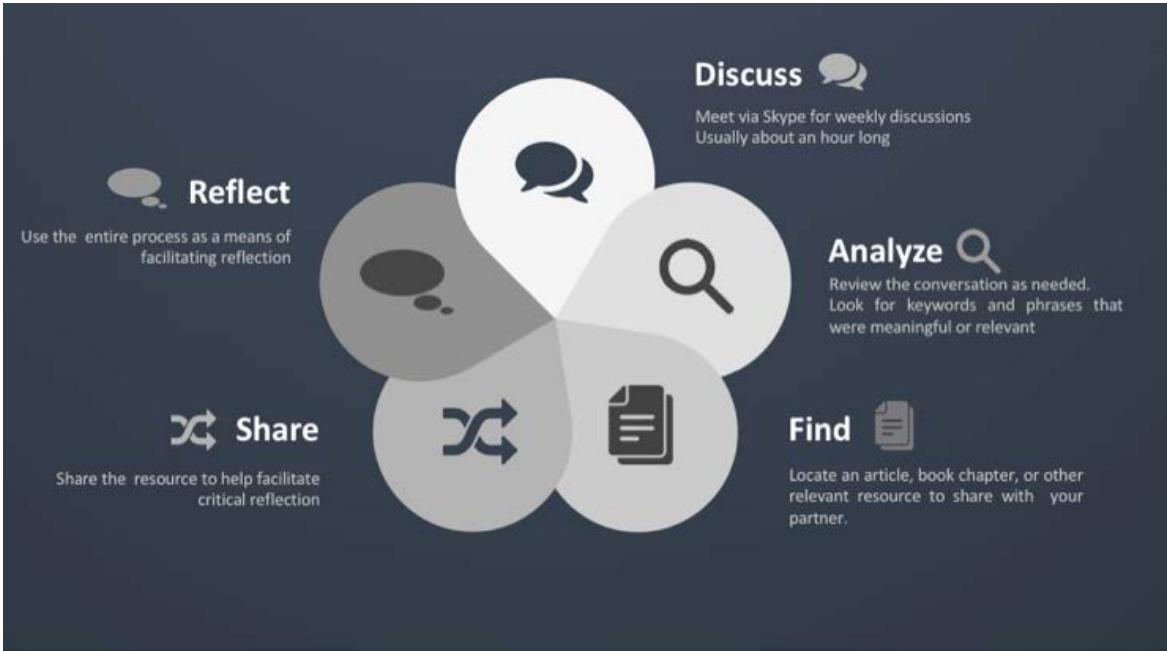 Discuss
Meet via Skype for weekly discussions
Usually about an hour long
Analyze
Review the conversation as needed.
Look for keywords and phrases that
were meaningful or relevant
Find
Locate an article, book chapter, or other
relevant resource to share with your
partner.
Share
Share the resource to help facilitate
critical reflection
Reflect
Use the entire process as a means of
facilitating reflection